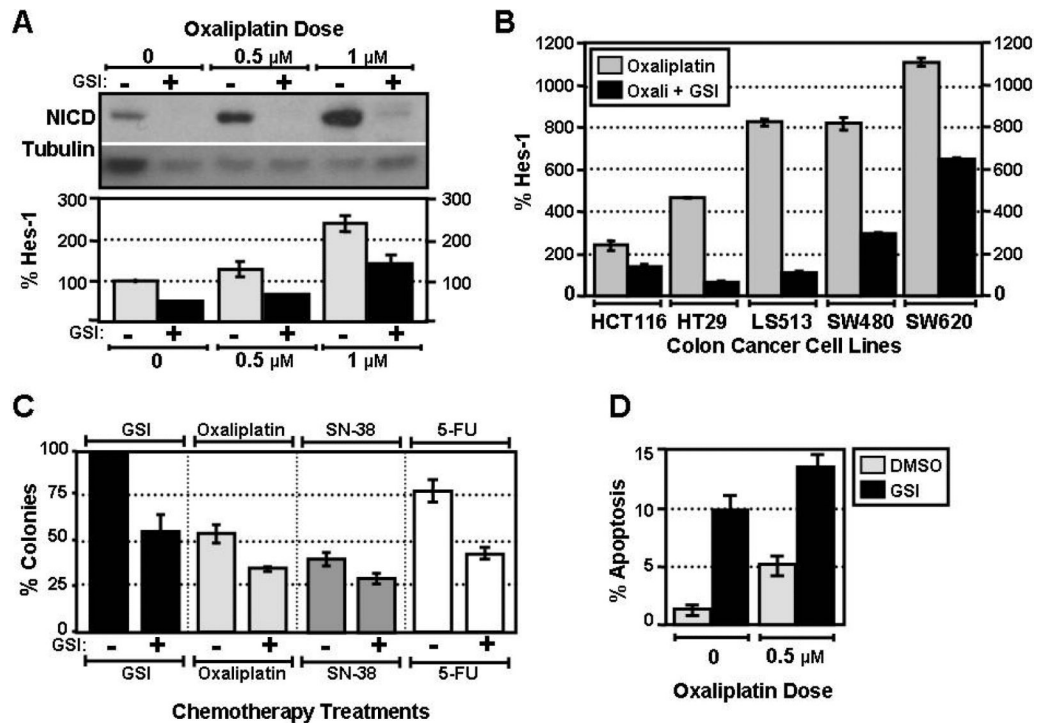 A
Oxaliplatin Dose
0 0.5 µM 1 µM
GSI: - + - + - +
NICD
Tubulin
300 300
200 200
100 100
% Hes-1
GSI: - + - + - +
0 0.5 µM 1 µM
B
1200 1200
1000 1000
800 800
600 600
400 400
200 200
0 0
% Hes-1
Oxaliplatin
Oxali + GSI
HCT116 HT29 LS513 SW480 SW620
Colon Cancer Cell Lines
C
GSI Oxaliplatin SN-38 5-FU
100
75
50
25
0
% Colonies
GSI: - + - + - + - +
GSI Oxaliplatin SN-38 5-FU
Chemotherapy Treatments
D
15
10
5
0
% Apoptosis
DMSO
GSI
0 0.5 µM
Oxaliplatin Dose